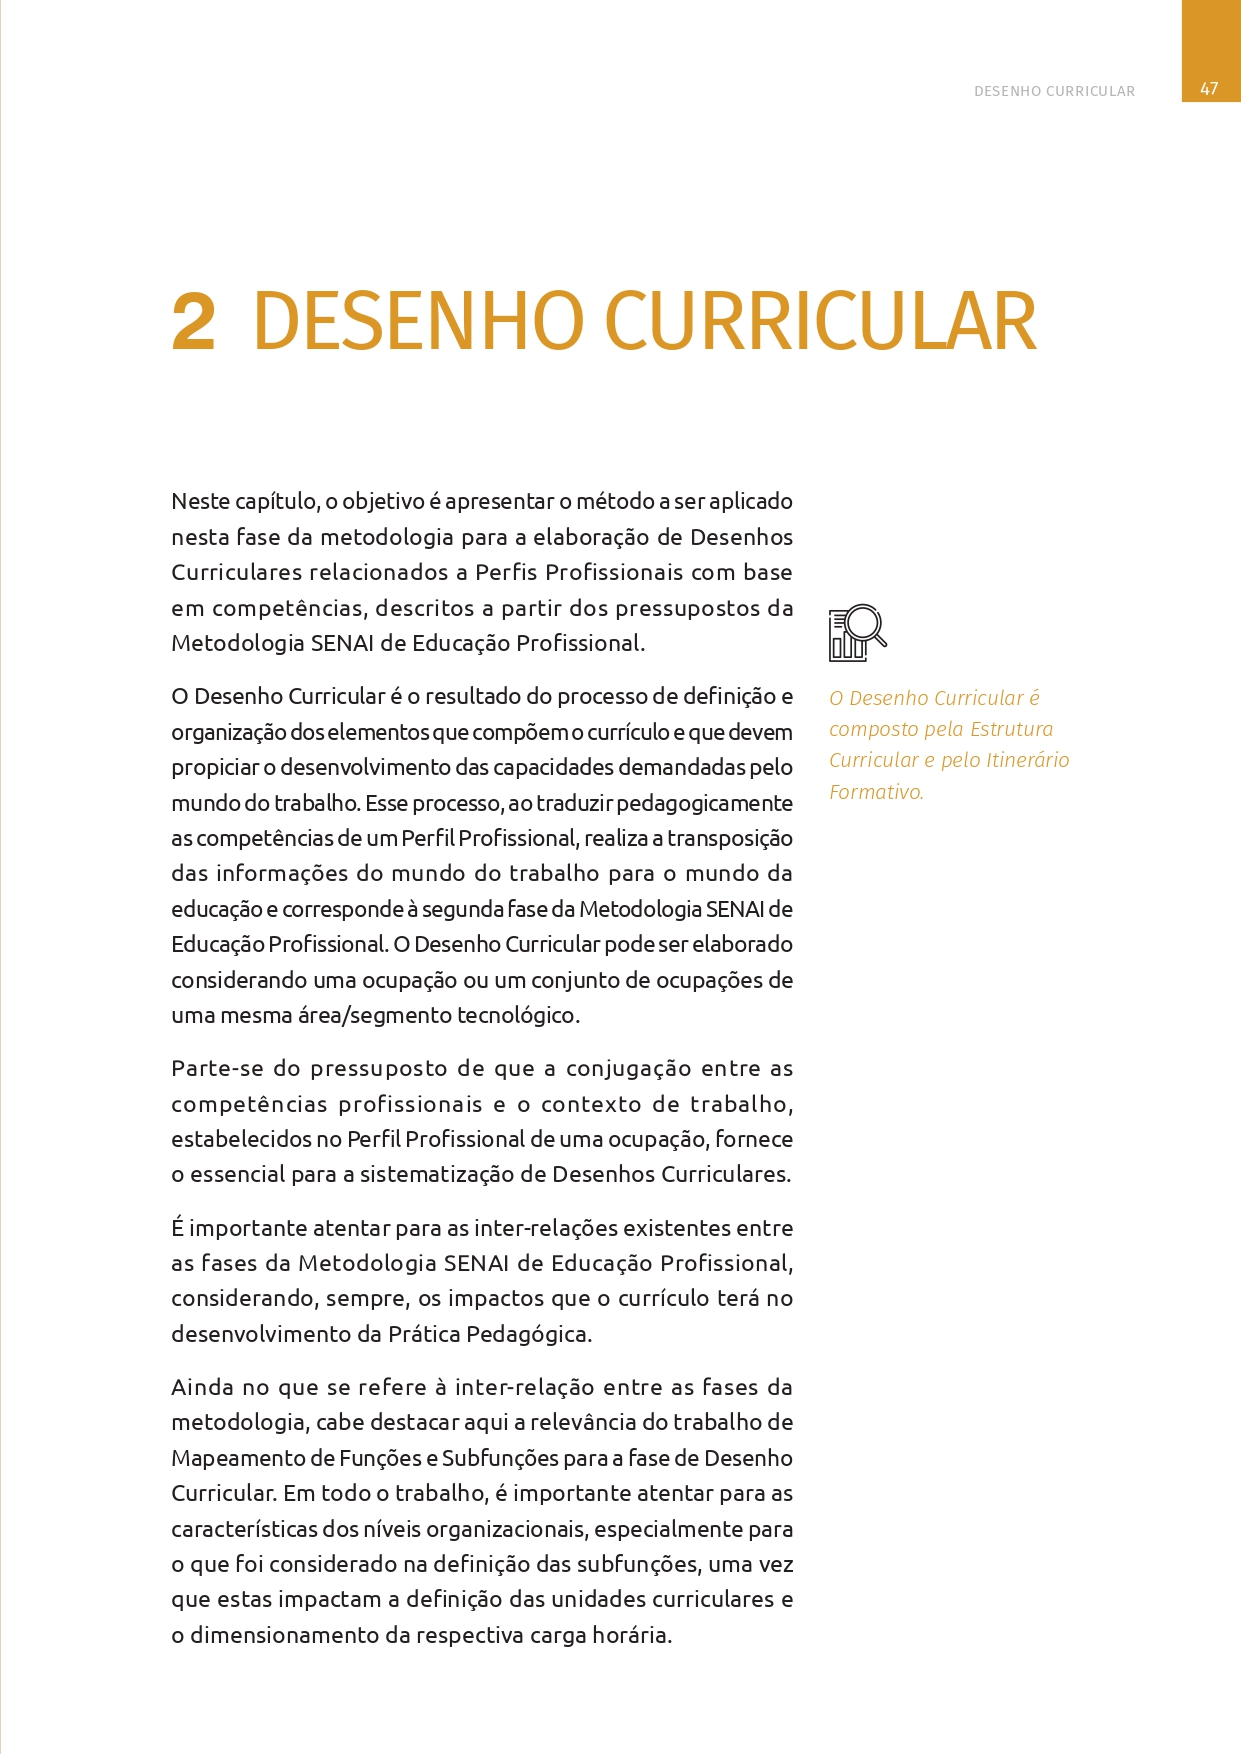 DESENHO CURRICULAR
47
2 DESENHO CURRICULAR
Neste capítulo, o objetivo é apresentar o método a ser aplicado
nesta fase da metodologia para a elaboração de Desenhos
Curriculares relacionados a Perfis Profissionais com base
em competências, descritos a partir dos pressupostos da
Metodologia SENAI de Educação Profissional.
O Desenho Curricular é o resultado do processo de definição e
organização dos elementos que compõem o currículo e que devem
propiciar o desenvolvimento das capacidades demandadas pelo
mundo do trabalho. Esse processo, ao traduzir pedagogicamente
as competências de um Perfil Profissional, realiza a transposição
das informações do mundo do trabalho para o mundo da
educação e corresponde à segunda fase da Metodologia SENAI de
Educação Profissional. O Desenho Curricular pode ser elaborado
considerando uma ocupação ou um conjunto de ocupações de
uma mesma área/segmento tecnológico.
O Desenho Curricular é
composto pela Estrutura
Curricular e pelo Itinerário
Formativo.
Parte-se do pressuposto de que a conjugação entre as
competências profissionais e o contexto de trabalho,
estabelecidos no Perfil Profissional de uma ocupação, fornece
o essencial para a sistematização de Desenhos Curriculares.
É importante atentar para as inter-relações existentes entre
as fases da Metodologia SENAI de Educação Profissional,
considerando, sempre, os impactos que o currículo terá no
desenvolvimento da Prática Pedagógica.
Ainda no que se refere à inter-relação entre as fases da
metodologia, cabe destacar aqui a relevância do trabalho de
Mapeamento de Funções e Subfunções para a fase de Desenho
Curricular. Em todo o trabalho, é importante atentar para as
características dos níveis organizacionais, especialmente para
o que foi considerado na definição das subfunções, uma vez
que estas impactam a definição das unidades curriculares e
o dimensionamento da respectiva carga horária.